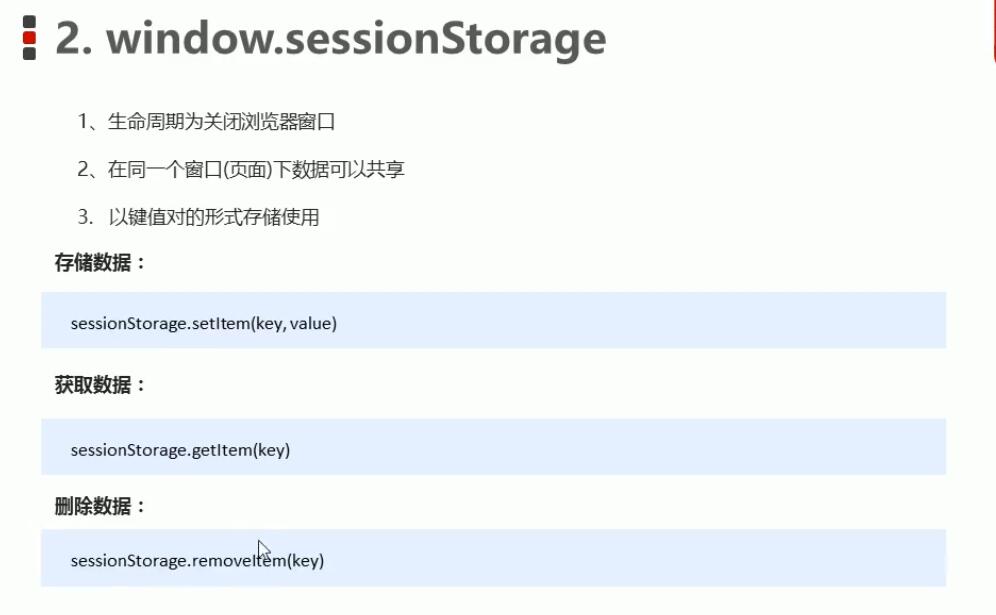 2. window.sessionStorage
1、生命周期为关闭浏览器窗口
2、在同一个窗口(页面)下数据可以共享
3. 以键值对的形式存储使用
存储数据：
sessionStorage.setItem(key, value)
获取数据：
sessionStorage.getItem(key)
删除数据：
sessionStorage.removeItem(key)